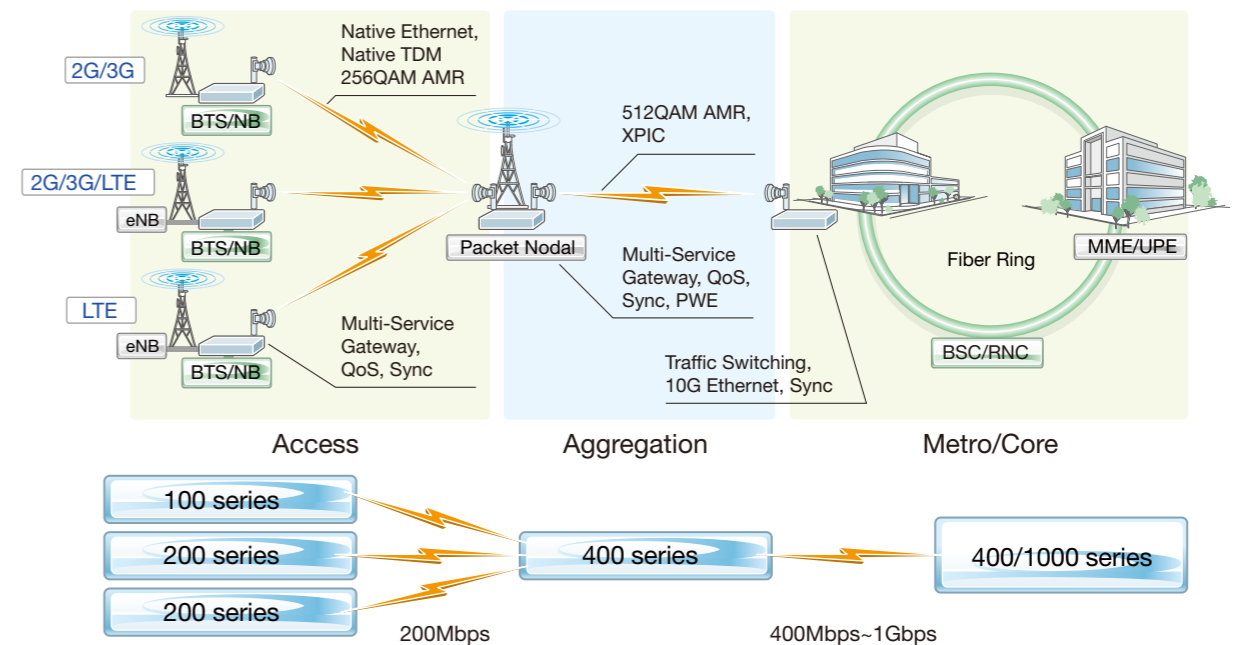 2G/3G
BTS/NB
Native Ethernet,
Native TDM
256QAM AMR
2G/3G/LTE
eNB
BTS/NB
LTE
eNB
BTS/NB
Multi-Service
Gateway,
QoS, Sync
Packet Nodal
512QAM AMR,
XPIC
Multi-Service
Gateway, QoS,
Sync, PWE
Traffic Switching,
10G Ethernet, Sync
Fiber Ring
MME/UPE
BSC/RNC
Access
Aggregation
Metro/Core
100 series
200 series
200 series
400 series
400/1000 series
200Mbps
400Mbps~1Gbps